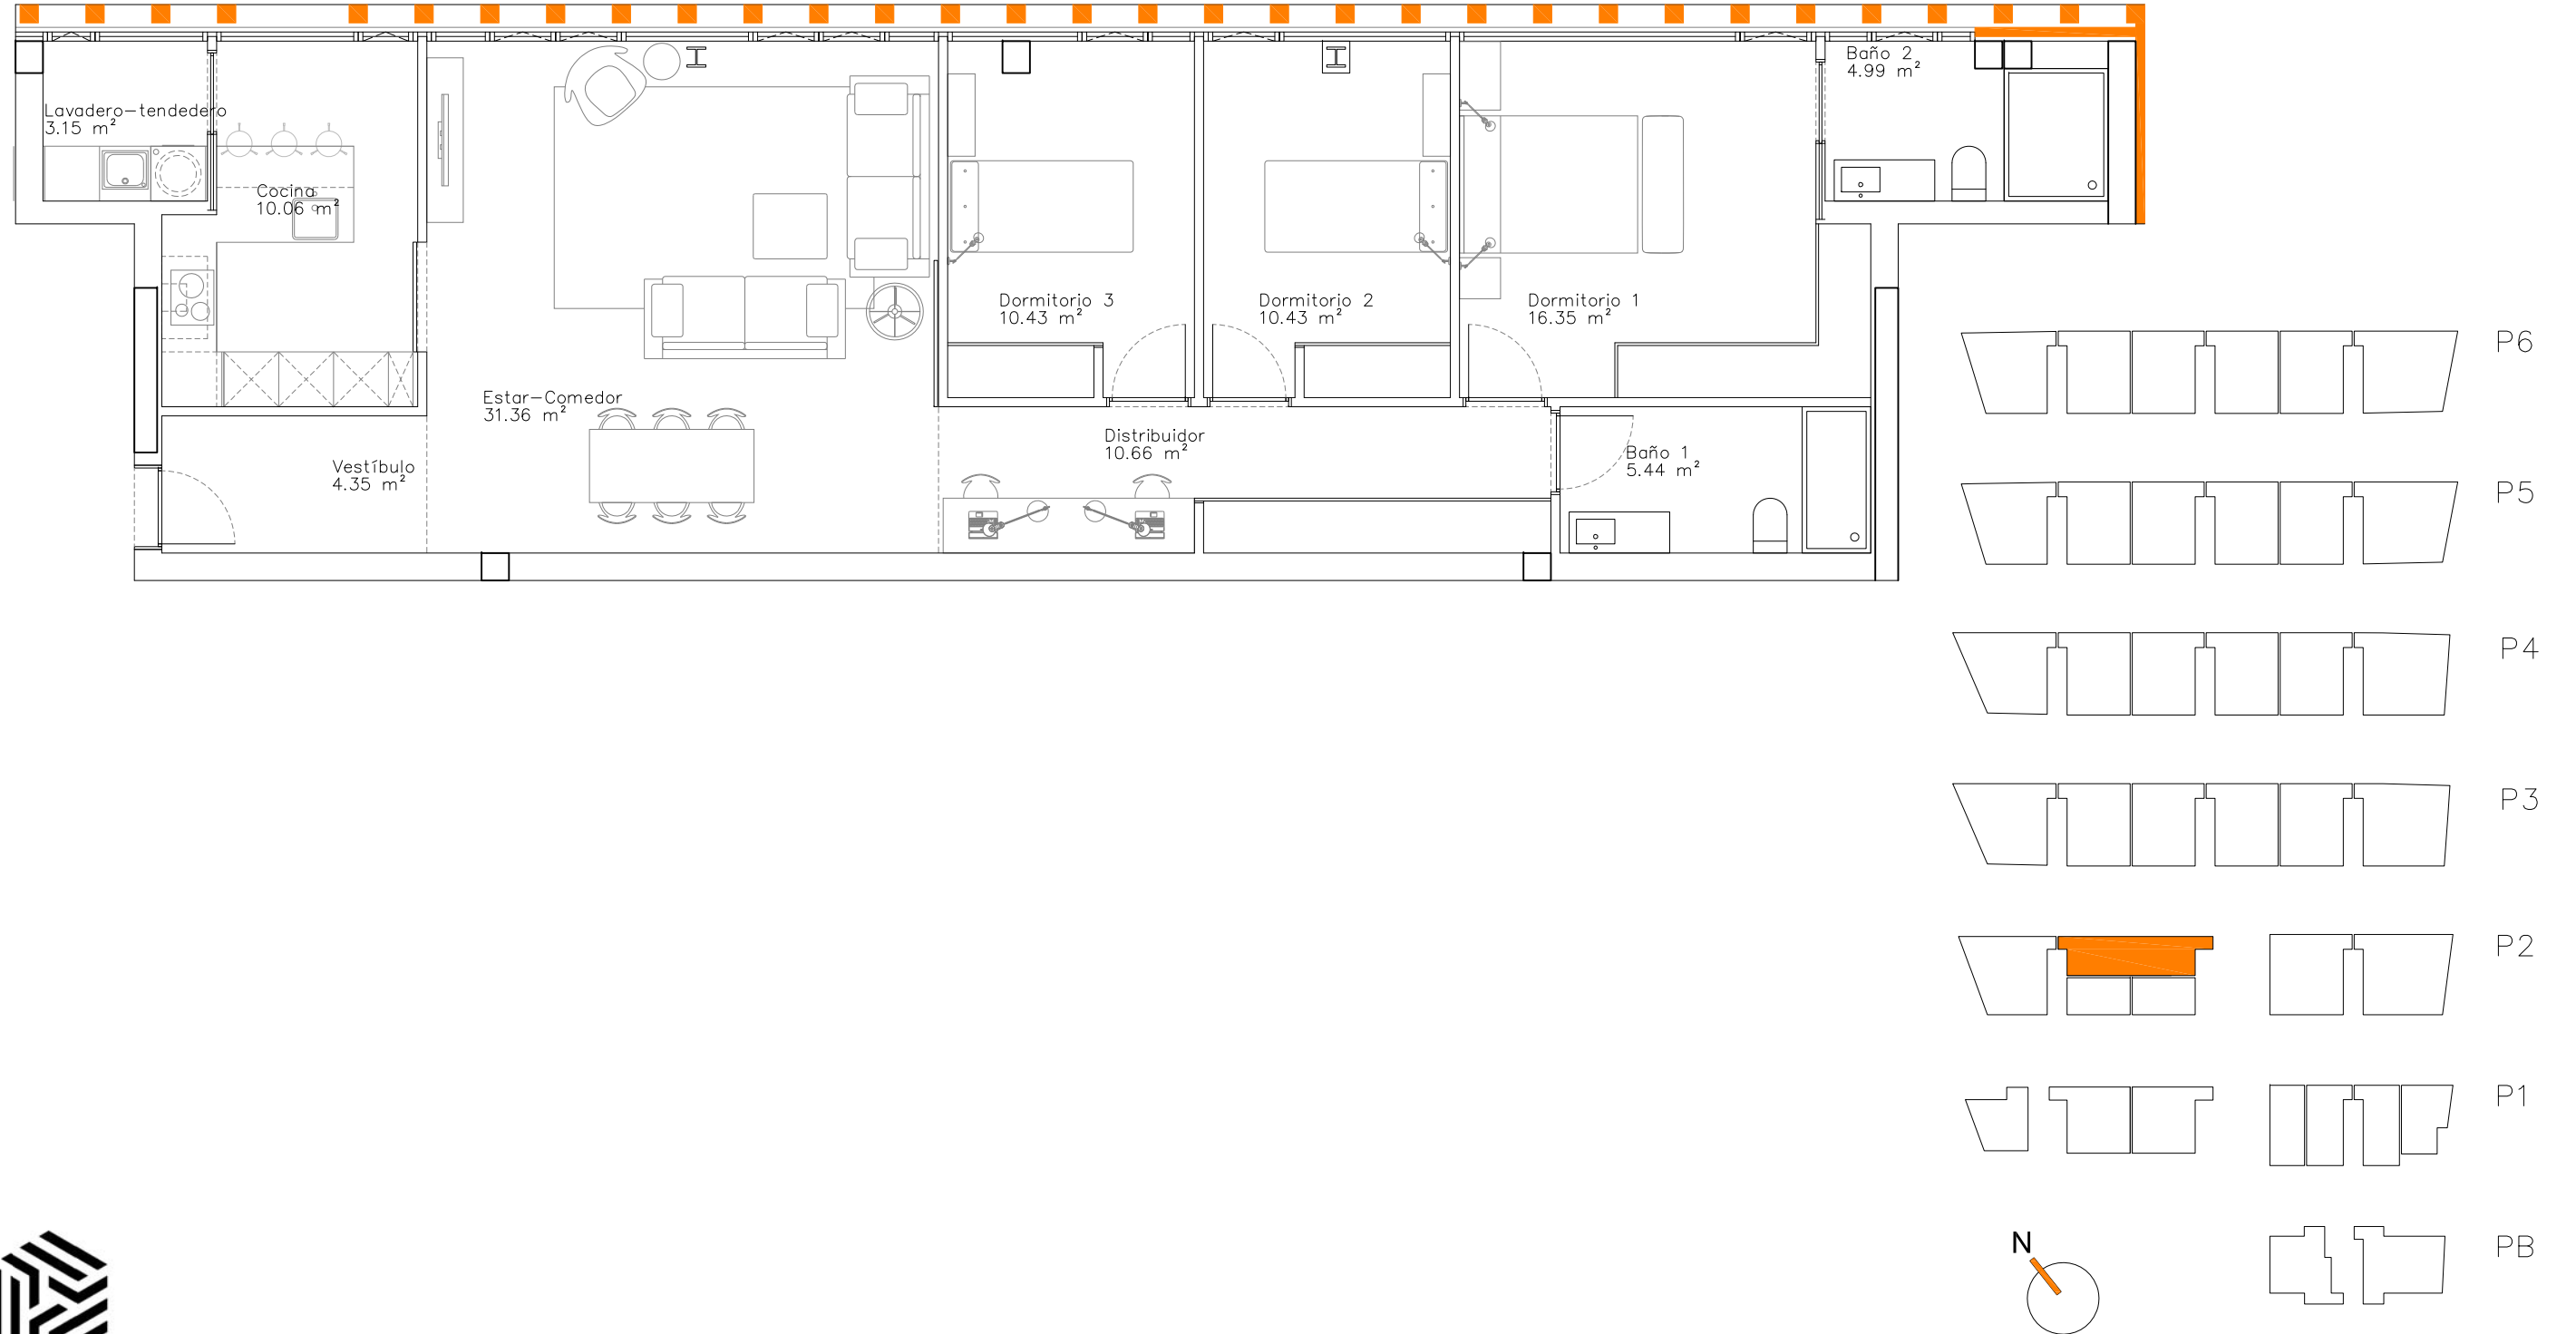 Baño 2
4.99 m²
Lavadero-tendedero
3.15 m²
Cocina
10.06 m²
Dormitorio 3
10.43 m²
Dormitorio 2
10.43 m²
Dormitorio 1
16.35 m²
Estar-Comedor
31.36 m²
Distribuidor
10.66 m²
Baño 1
5.44 m²
Vestíbulo
4.35 m²
P6
P5
P4
P3
P2
P1
PB
N